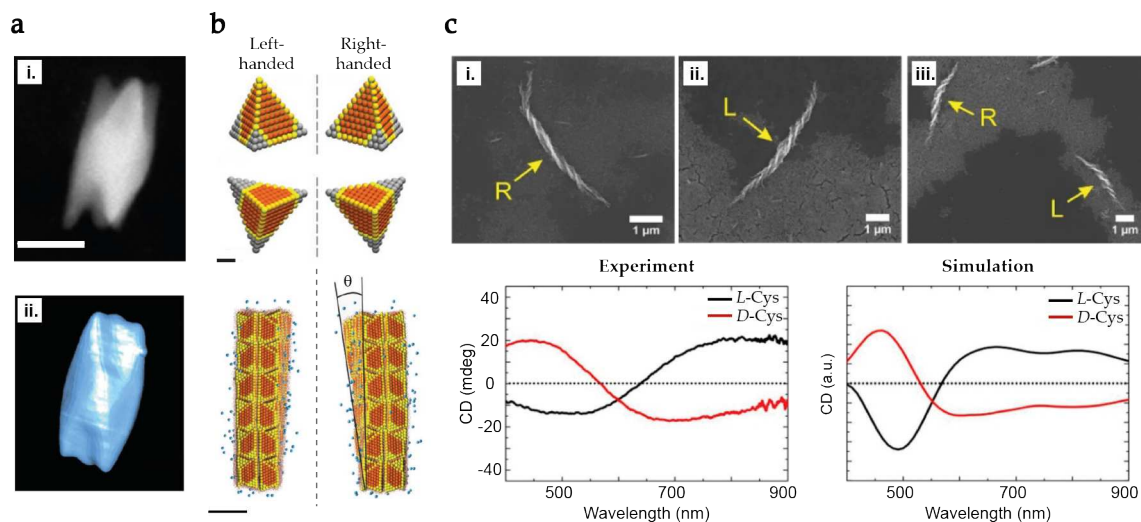 a
i.
ii.
b
Left-
handed
Right-
handed
θ
c
i.
R
1 µm
ii.
L
1 µm
iii.
R
L
1 µm
Experiment
L-Cys
D-Cys
CD (mdeg)
40
20
0
-20
-40
500
700
900
Wavelength (nm)
Simulation
L-Cys
D-Cys
CD (a.u.)
500
700
900
Wavelength (nm)